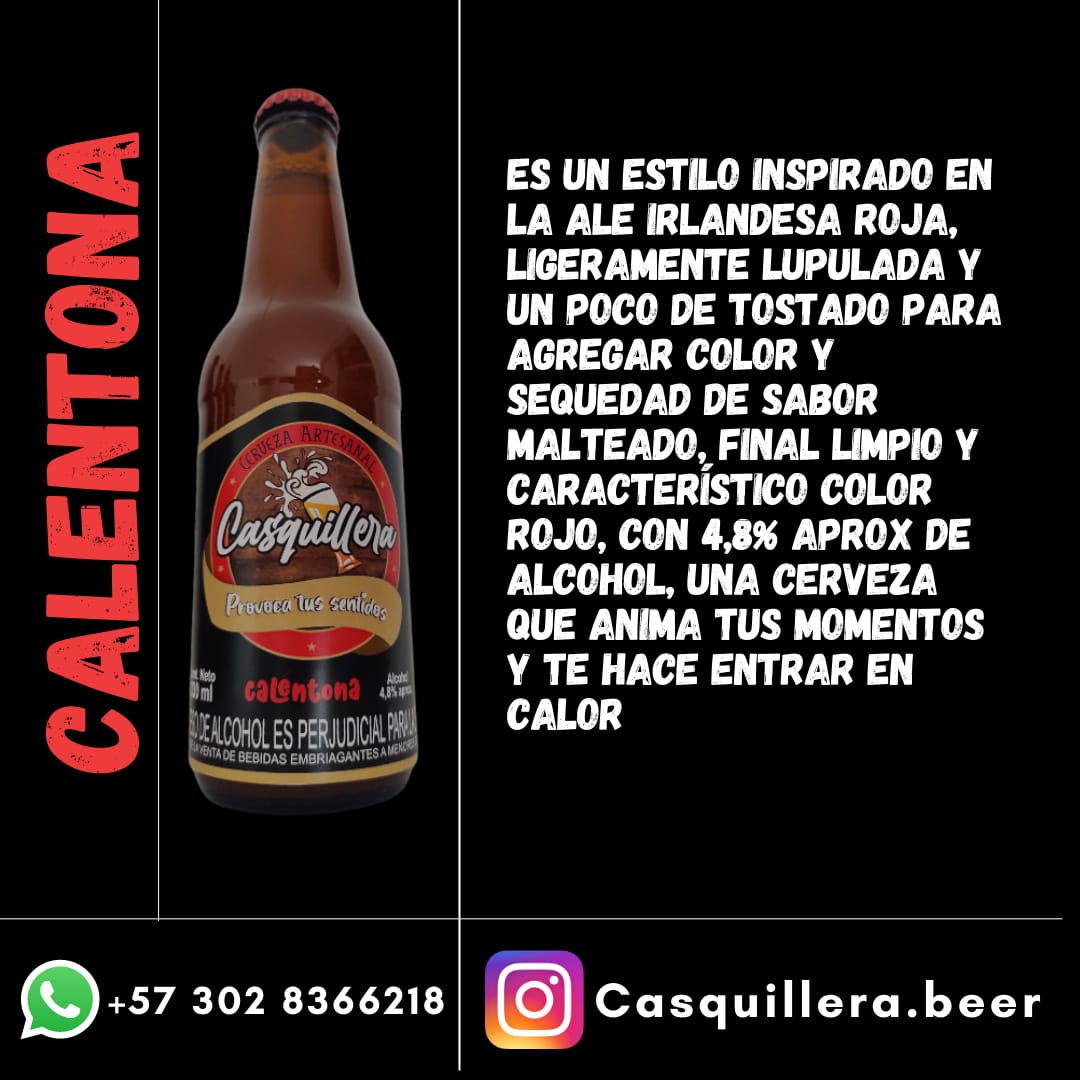 CALENTONA
CERVEZA ARTESANAL
Casquillera
Provoca tus sentidos
Neto
ml
calentona
Alcohol
4,8% aprox.
DE ALCOHOL ES PERJUDICIAL PARA
LA VENTA DE BEBIDAS EMBRIAGANTES A
ES UN ESTILO INSPIRADO EN
LA ALE IRLANDESA ROJA,
LIGERAMENTE LUPULADA Y
UN POCO DE TOSTADO PARA
AGREGAR COLOR Y
SEQUEDAD DE SABOR
MALTEADO, FINAL LIMPIO Y
CARACTERÍSTICO COLOR
ROJO, CON 4,8% APROX DE
ALCOHOL, UNA CERVEZA
QUE ANIMA TUS MOMENTOS
Y TE HACE ENTRAR EN
CALOR
+57 302 8366218
Casquillera.beer